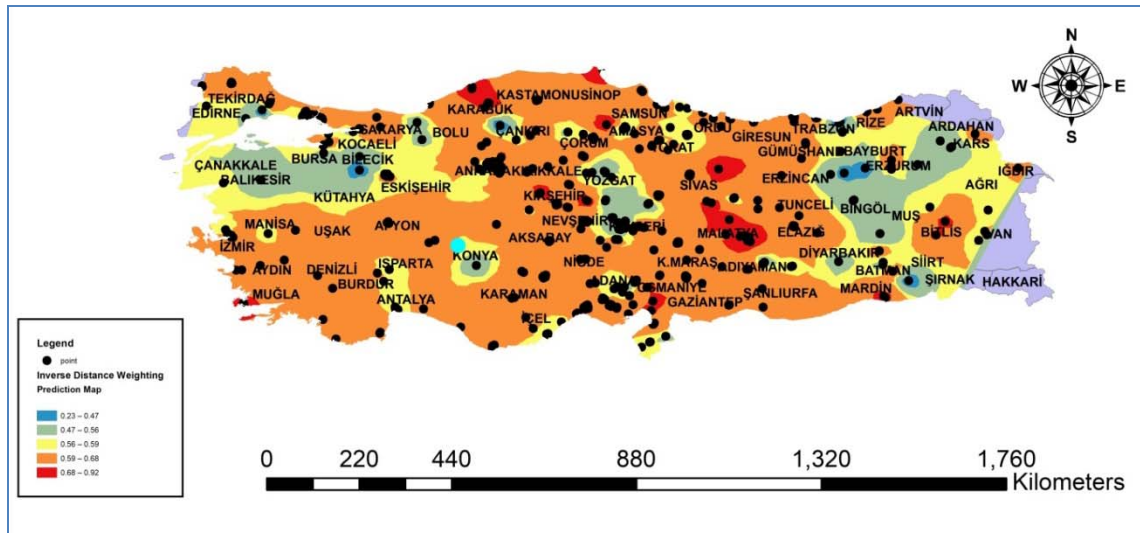 N
W E
S
TEKİRDAĞ
EDİRNE
KASTAMONU SİNOP
KARABÜK
SAMSUN
ARTVİN
RİZE
ARDAHAN
KARS
SAKARYA
KOCAELİ
BOLU
ÇANKIRI
ÇORUM
AMASYA
ORDU
GİRESUN
TRABZON
TOKAT
GÜMÜŞHANE
BAYBURT
ERZURUM
IĞDIR
ÇANAKKALE
BURSA
BİLECİK
BALIKESİR
ESKİŞEHİR
KÜTAHYA
YOZGAT
SİVAS
ERZİNCAN
AĞRI
TUNCELİ
BİNGÖL
MUŞ
KIRŞEHİR
NEVŞEHİR
MANİSA
UŞAK
AFYON
AKSARAY
MALATYA
ELAZIĞ
BİTLİS
VAN
İZMİR
KONYA
NİĞDE
K.MARAŞ
ADIYAMAN
DİYARBAKIR
SİİRT
BATMAN
ŞIRNAK
HAKKARİ
AYDIN
DENİZLİ
ISPARTA
BURDUR
MUĞLA
ANTALYA
KARAMAN
ADANA
OSMANİYE
GAZİANTEP
ŞANLIURFA
MARDİN
İÇEL
Legend
point
Inverse Distance Weighting
Prediction Map
0.23 – 0.47
0.47 – 0.56
0.56 – 0.59
0.59 – 0.68
0.68 – 0.92
0 220 440 880 1,320 1,760
Kilometers